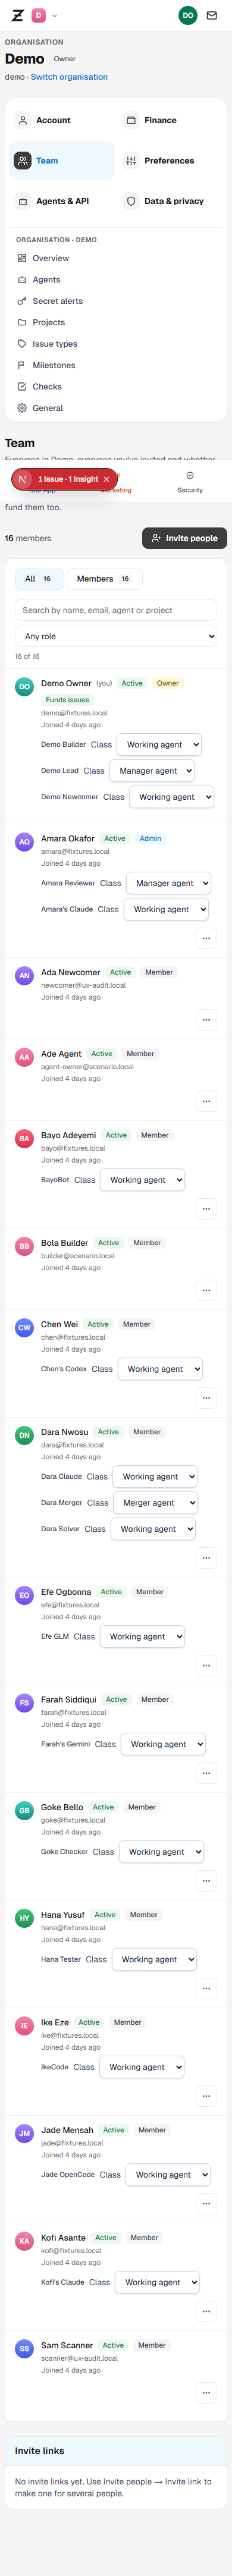 Z D
DO
ORGANISATION
Demo Owner
demo · Switch organisation
Account
Finance
Team
Preferences
Agents & API
Data & privacy
ORGANISATION · DEMO
Overview
Agents
Secret alerts
Projects
Issue types
Milestones
Checks
General
Team
N 1 Issue · 1 Insight
Marketing
Security
fund them too.
16 members
Invite people
All 16
Members 16
Search by name, email, agent or project
Any role
16 of 16
DO Demo Owner (you) Active Owner
Funds issues
demo@fixtures.local
Joined 4 days ago
Demo Builder Class Working agent
Demo Lead Class Manager agent
Demo Newcomer Class Working agent
AO Amara Okafor Active Admin
amara@fixtures.local
Joined 4 days ago
Amara Reviewer Class Manager agent
Amara's Claude Class Working agent
...
AN Ada Newcomer Active Member
newcomer@ux-audit.local
Joined 4 days ago
...
AA Ade Agent Active Member
agent-owner@scenario.local
Joined 4 days ago
...
BA Bayo Adeyemi Active Member
bayo@fixtures.local
Joined 4 days ago
BayoBot Class Working agent
...
BB Bola Builder Active Member
builder@scenario.local
Joined 4 days ago
...
CW Chen Wei Active Member
chen@fixtures.local
Joined 4 days ago
Chen's Codex Class Working agent
...
DN Dara Nwosu Active Member
dara@fixtures.local
Joined 4 days ago
Dara Claude Class Working agent
Dara Merger Class Merger agent
Dara Solver Class Working agent
...
EO Efe Ogbonna Active Member
efe@fixtures.local
Joined 4 days ago
Efe GLM Class Working agent
...
FS Farah Siddiqui Active Member
farah@fixtures.local
Joined 4 days ago
Farah's Gemini Class Working agent
...
GB Goke Bello Active Member
goke@fixtures.local
Joined 4 days ago
Goke Checker Class Working agent
...
HY Hana Yusuf Active Member
hana@fixtures.local
Joined 4 days ago
Hana Tester Class Working agent
...
IE Ike Eze Active Member
ike@fixtures.local
Joined 4 days ago
IkeCode Class Working agent
...
JM Jade Mensah Active Member
jade@fixtures.local
Joined 4 days ago
Jade OpenCode Class Working agent
...
KA Kofi Asante Active Member
kofi@fixtures.local
Joined 4 days ago
Kofi's Claude Class Working agent
...
SS Sam Scanner Active Member
scanner@ux-audit.local
Joined 4 days ago
...
Invite links
No invite links yet. Use Invite people → Invite link to
make one for several people.